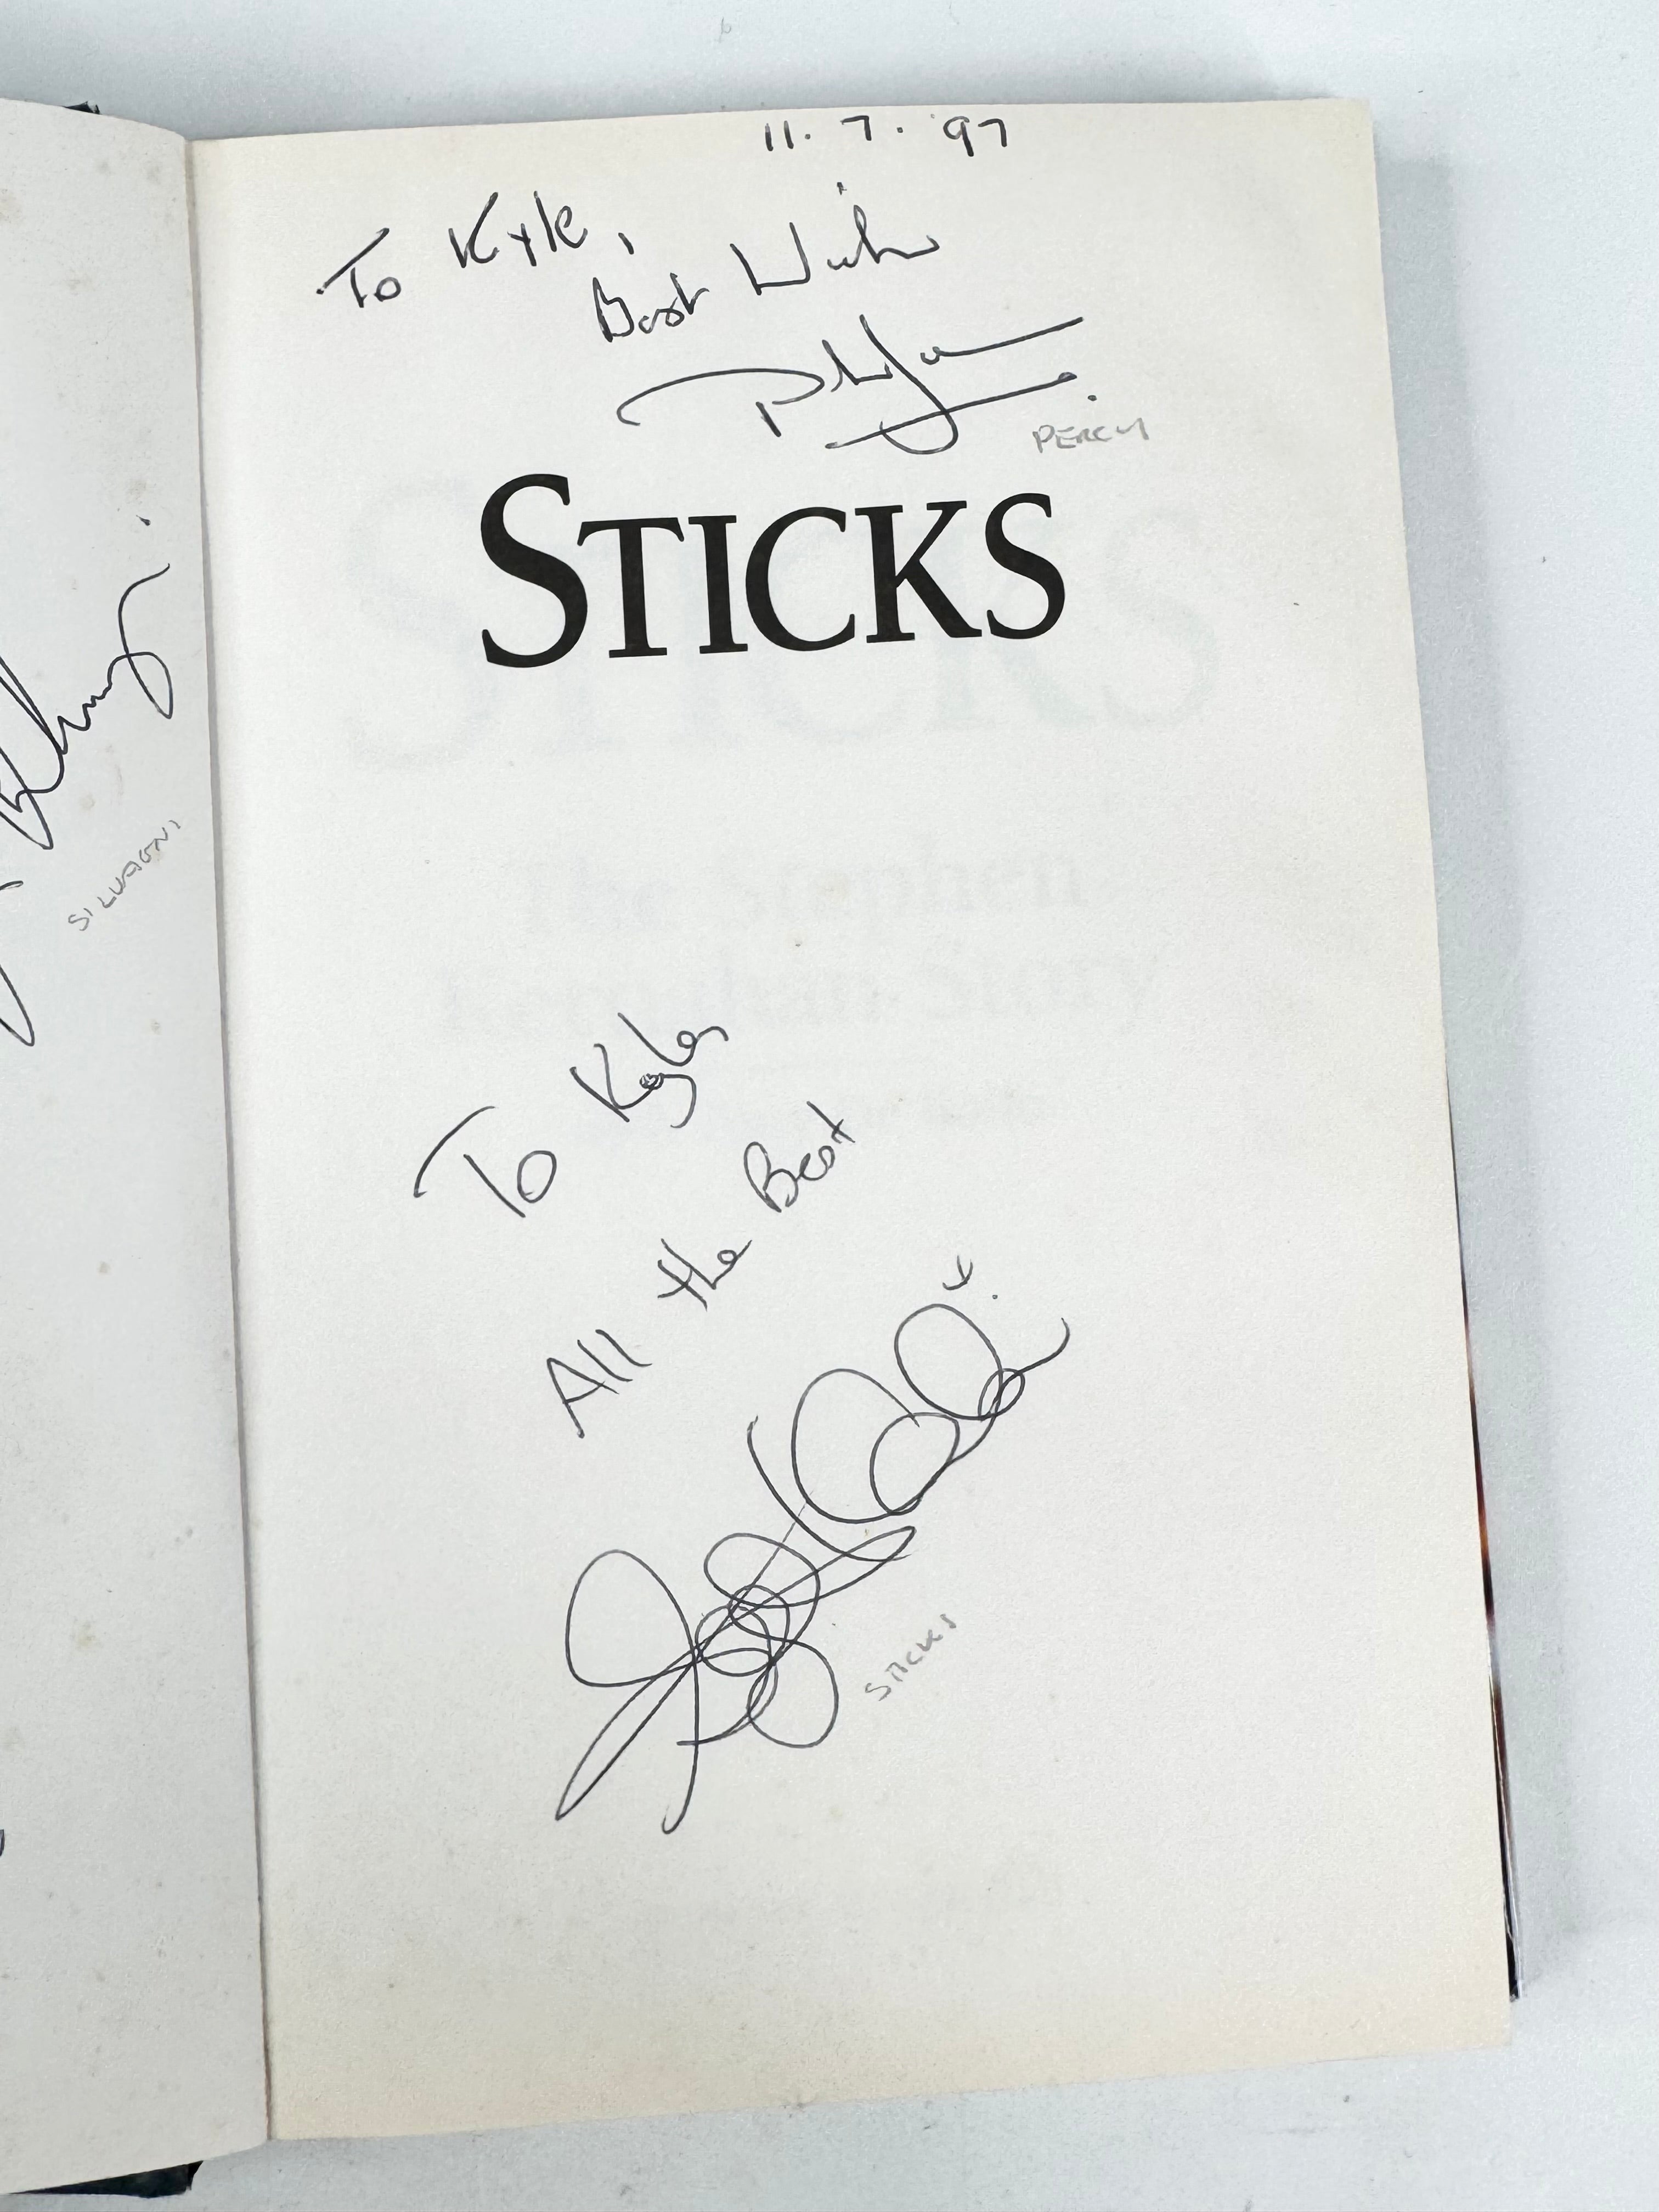 SILVAGNI
11. 7. '97
To Kyle,
Best Wishes
PERCY
STICKS
To Kyle,
All the Best
STICKS